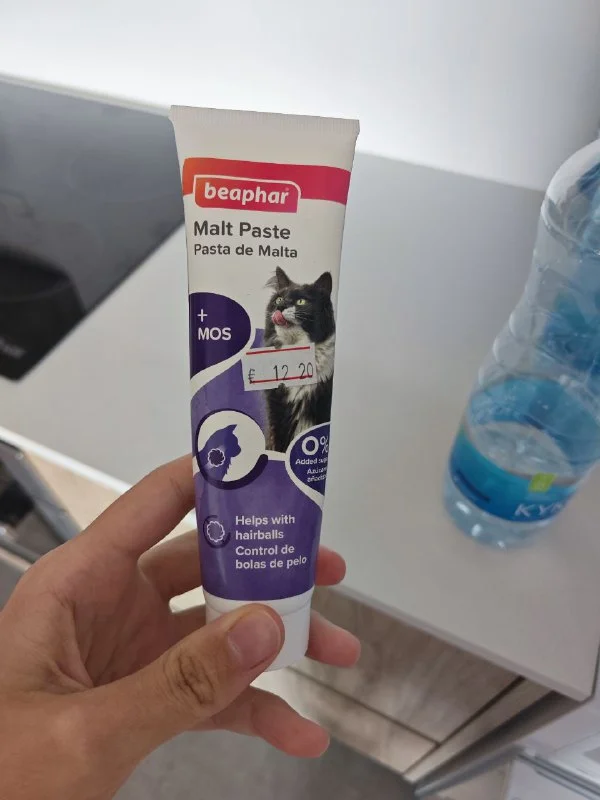 beaphar
Malt Paste
Pasta de Malta
+
MOS
€ 12 20
0%
Added
Helps with
hairballs
Control de
bolas de pelo
KYK